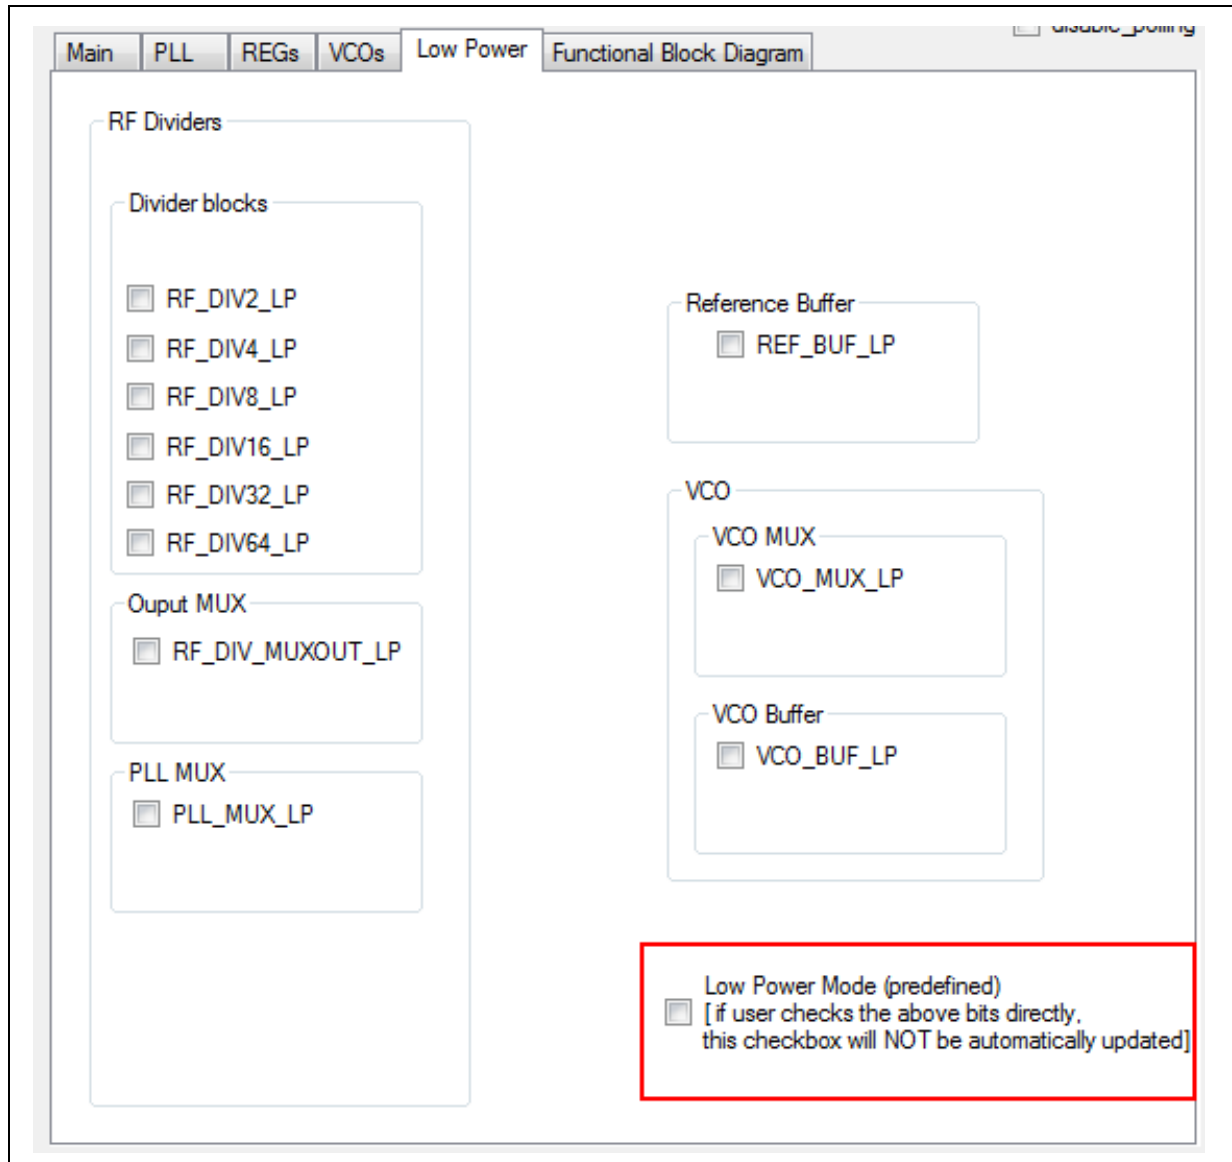 disable_polling
Main PLL REGs VCOs Low Power Functional Block Diagram
RF Dividers
Divider blocks
RF_DIV2_LP
RF_DIV4_LP
RF_DIV8_LP
RF_DIV16_LP
RF_DIV32_LP
RF_DIV64_LP
Ouput MUX
RF_DIV_MUXOUT_LP
PLL MUX
PLL_MUX_LP
Reference Buffer
REF_BUF_LP
VCO
VCO MUX
VCO_MUX_LP
VCO Buffer
VCO_BUF_LP
Low Power Mode (predefined)
[ if user checks the above bits directly,
this checkbox will NOT be automatically updated]